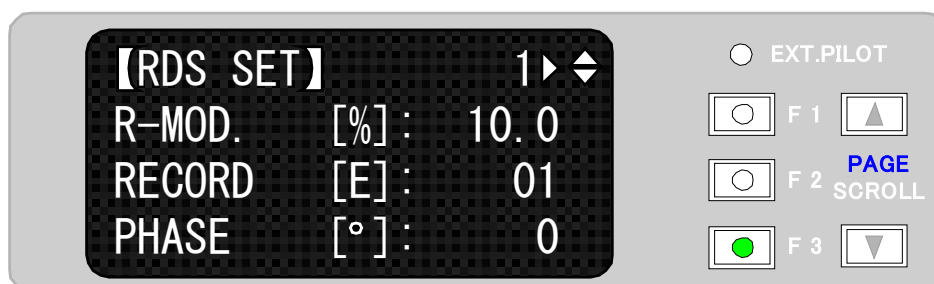 【RDS SET】 1
R-MOD. [%]: 10.0
RECORD [E]: 01
PHASE [°]: 0
EXT.PILOT
F 1
F 2
PAGE
SCROLL
F 3